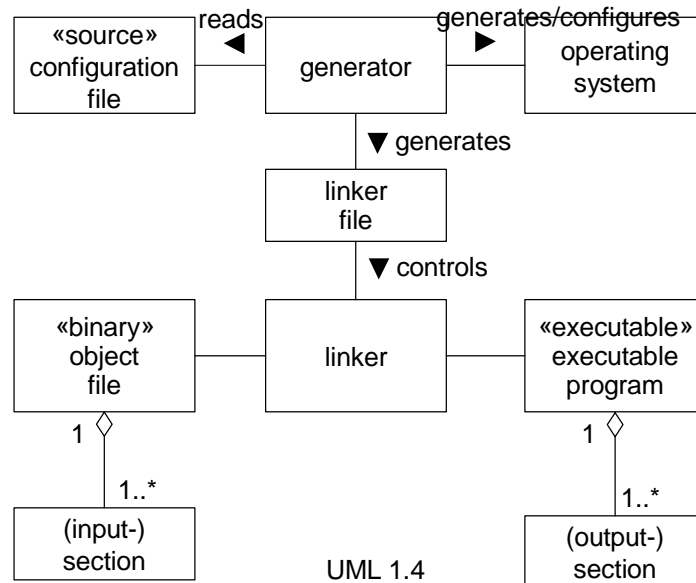 reads
generates/configures
«source»
configuration
file
generator
operating
system
generates
linker
file
controls
«binary»
object
file
linker
«executable»
executable
program
1
1..*
1
1..*
(input-)
section
(output-)
section
UML 1.4